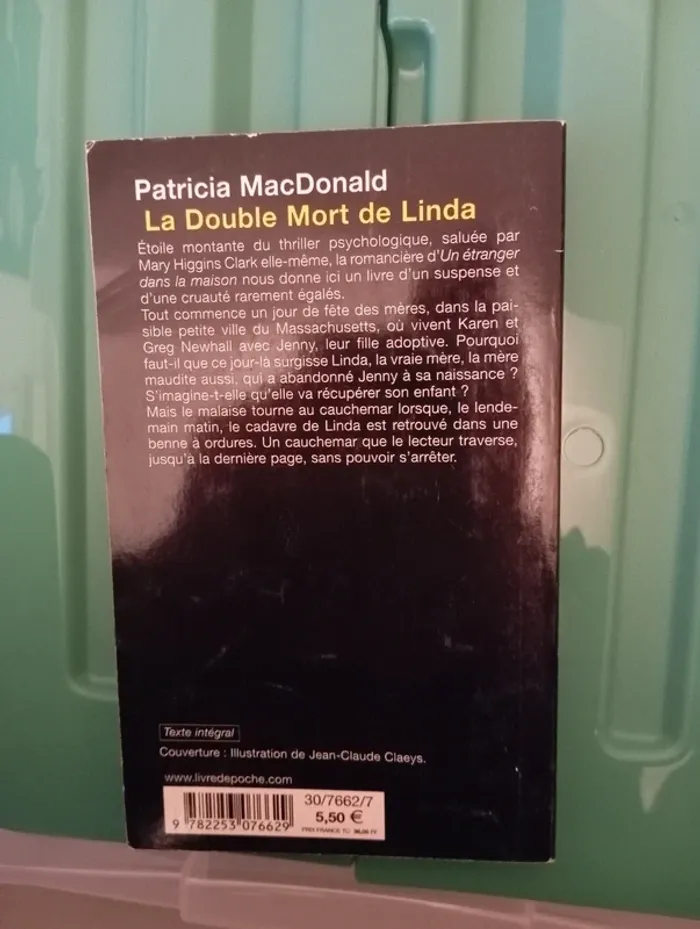 Patricia MacDonald
La Double Mort de Linda
Étoile montante du thriller psychologique, saluée par
Mary Higgins Clark elle-même, la romancière d'Un étranger
dans la maison nous donne ici un livre d'un suspense et
d'une cruauté rarement égalés.
Tout commence un jour de fête des mères, dans la pai-
sible petite ville du Massachusetts, où vivent Karen et
Greg Newhall avec Jenny, leur fille adoptive. Pourquoi
faut-il que ce jour-là surgisse Linda, la vraie mère, la mère
maudite aussi, qui a abandonné Jenny à sa naissance ?
S'imagine-t-elle qu'elle va récupérer son enfant ?
Mais le malaise tourne au cauchemar lorsque, le lende-
main matin, le cadavre de Linda est retrouvé dans une
benne à ordures. Un cauchemar que le lecteur traverse,
jusqu'à la dernière page, sans pouvoir s'arrêter.
Texte intégral
Couverture : Illustration de Jean-Claude Claeys.
www.livredepoche.com
30/7662/7
5,50 €
PRIX FRANCE TC
9 782253 076629